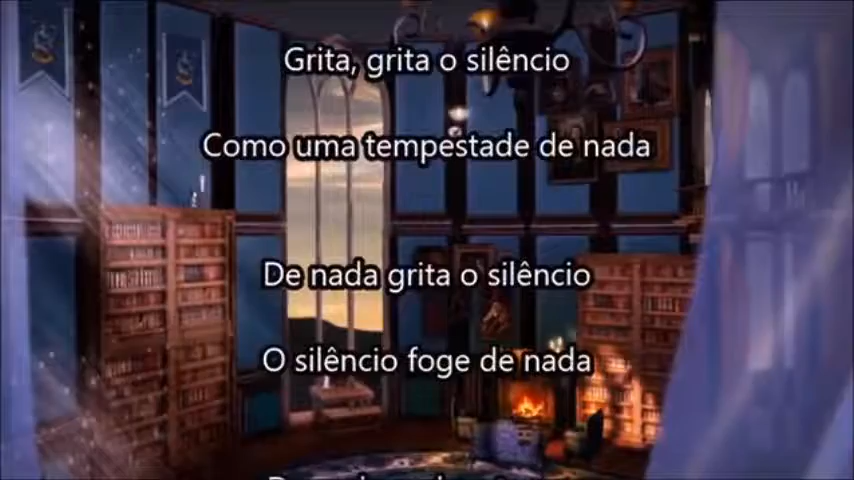 Grita, grita o silêncio
Como uma tempestade de nada
De nada grita o silêncio
O silêncio foge de nada